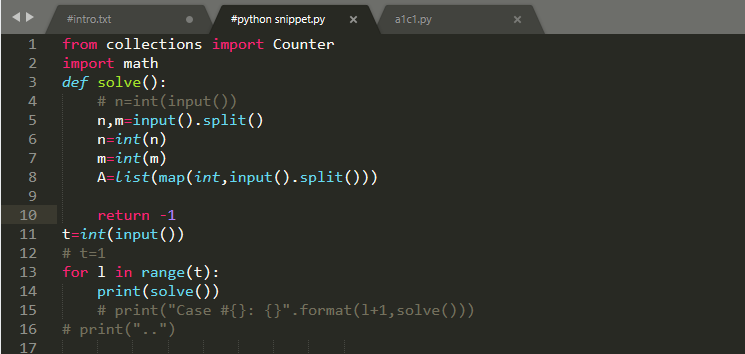 #intro.txt #python snippet.py × a1c1.py ×
1 from collections import Counter
2 import math
3 def solve():
4     # n=int(input())
5     n,m=input().split()
6     n=int(n)
7     m=int(m)
8     A=list(map(int,input().split()))
9
10     return -1
11 t=int(input())
12 # t=1
13 for l in range(t):
14     print(solve())
15     # print("Case #{}: {}".format(l+1,solve()))
16 # print("..")
17